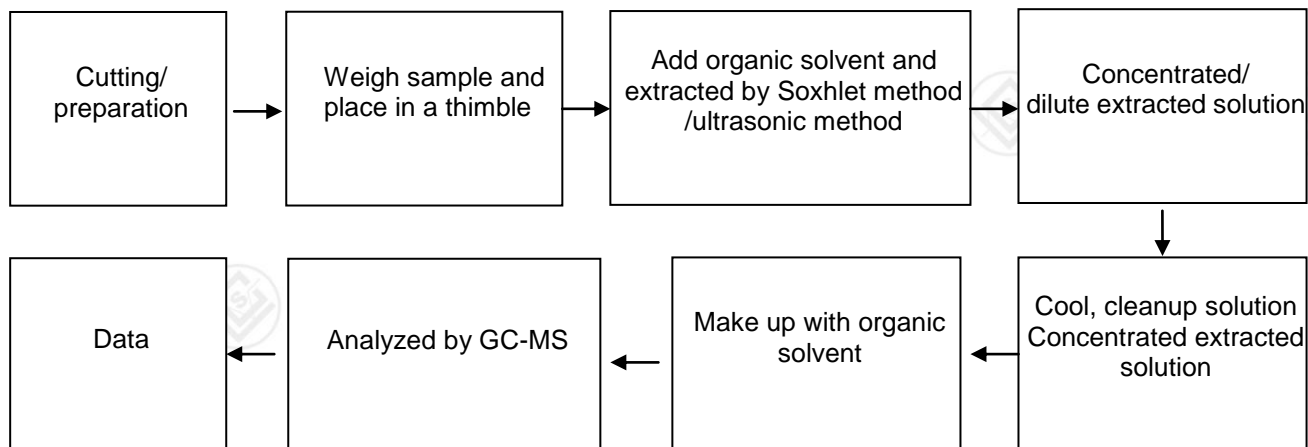 Cutting/
preparation
Weigh sample and
place in a thimble
Add organic solvent and
extracted by Soxhlet method
/ultrasonic method
Concentrated/
dilute extracted solution
Cool, cleanup solution
Concentrated extracted
solution
Make up with organic
solvent
Analyzed by GC-MS
Data